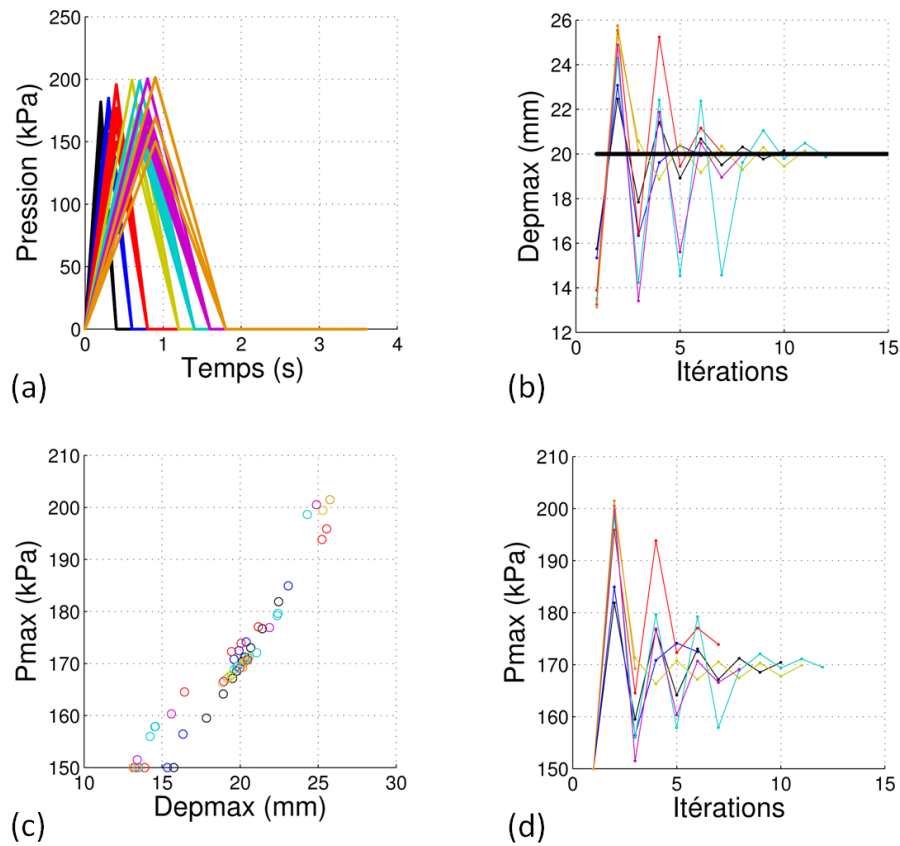 250
200
150
100
50
0
Pression (kPa)
0 1 2 3 4
Temps (s)
(a)
26
24
22
20
18
16
14
12
Depmax (mm)
0 5 10 15
Itérations
(b)
210
200
190
180
170
160
150
Pmax (kPa)
10 15 20 25 30
Depmax (mm)
(c)
210
200
190
180
170
160
150
Pmax (kPa)
0 5 10 15
Itérations
(d)